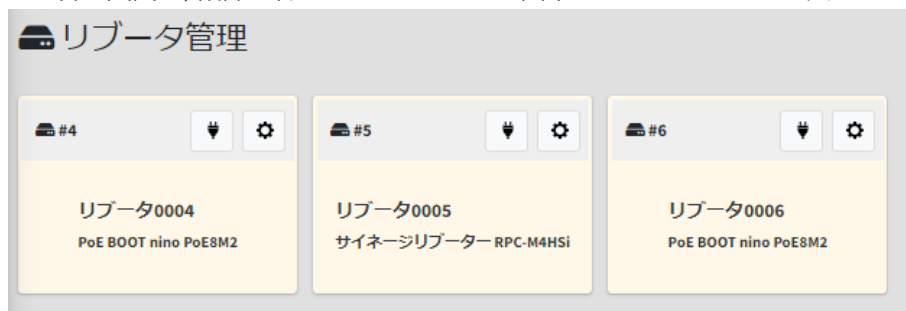 リブータ管理
#4
リブータ0004
PoE BOOT nino PoE8M2
#5
リブータ0005
サイネージリブーター RPC-M4HSi
#6
リブータ0006
PoE BOOT nino PoE8M2